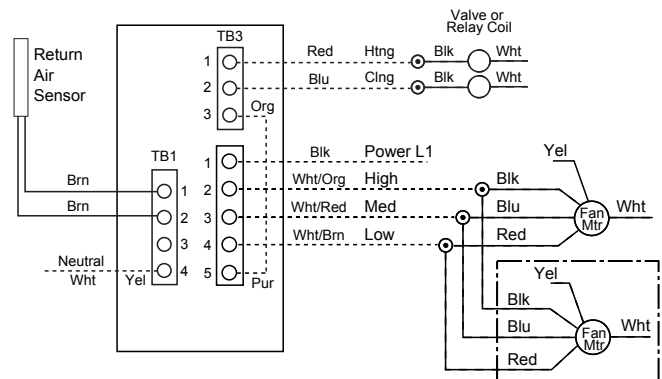 Valve or
Relay Coil
TB3
Return
Air
Sensor
1 Red Htng Blk Wht
2 Blu Clng Blk Wht
3 Org
TB1
1 Blk Power L1
Yel
Brn 1
2 Wht/Org High Blk
Brn 2
3 Wht/Red Med Blu Fan Mtr Wht
3
4 Wht/Brn Low Red
Neutral
Wht Yel 4
5 Pur
Yel
Blk
Blu Fan Mtr Wht
Red